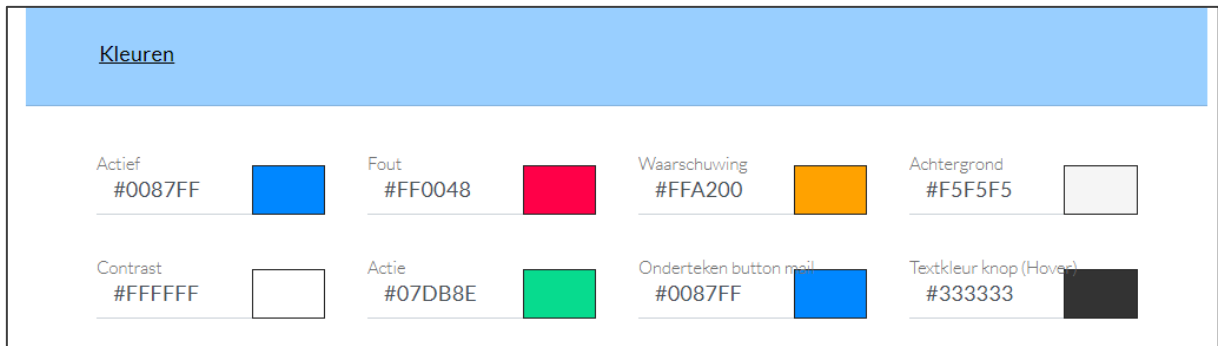 Kleuren
Actief Fout Waarschuwing Achtergrond
#0087FF #FF0048 #FFA200 #F5F5F5
Contrast Actie Onderteken button mail Textkleur knop (Hover)
#FFFFFF #07DB8E #0087FF #333333